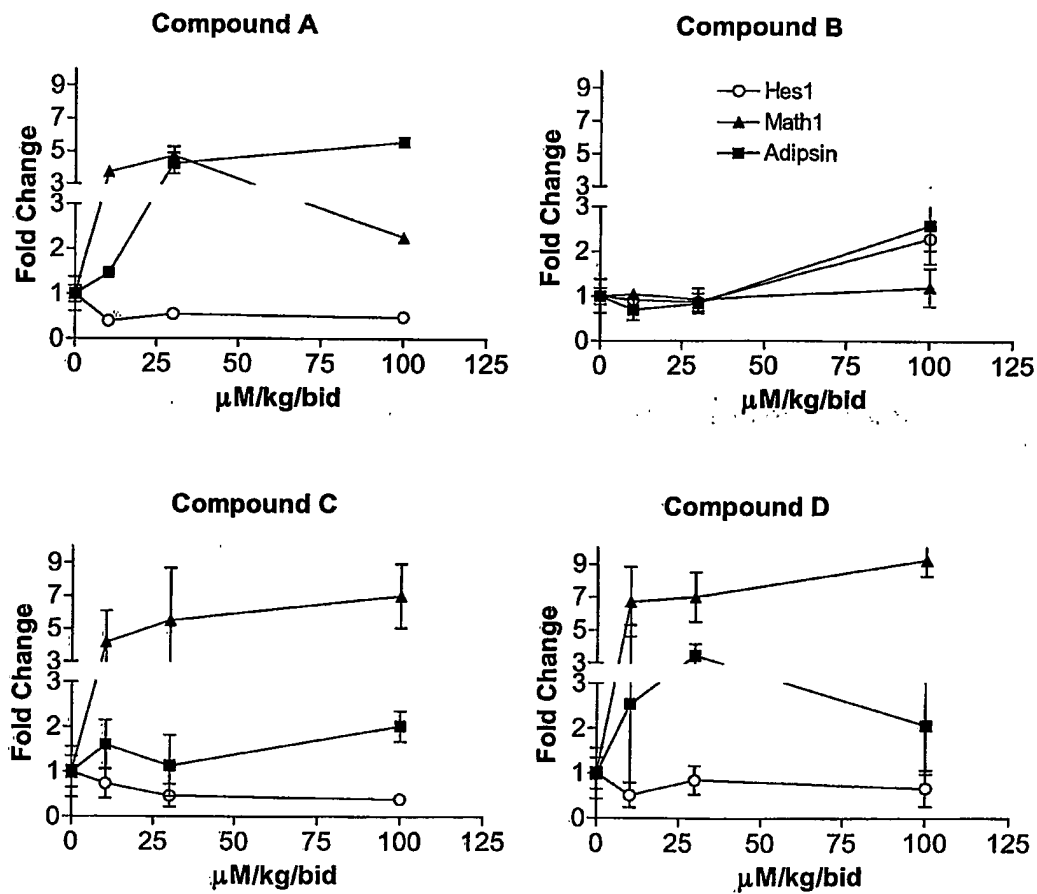 Compound A
Fold Change
9
7
5
3
3
2
1
0
0 25 50 75 100 125
μM/kg/bid
Compound B
Fold Change
9
7
5
3
3
2
1
0
Hes1
Math1
Adipsin
0 25 50 75 100 125
μM/kg/bid
Compound C
Fold Change
9
7
5
3
3
2
1
0
0 25 50 75 100 125
μM/kg/bid
Compound D
Fold Change
9
7
5
3
3
2
1
0
0 25 50 75 100 125
μM/kg/bid